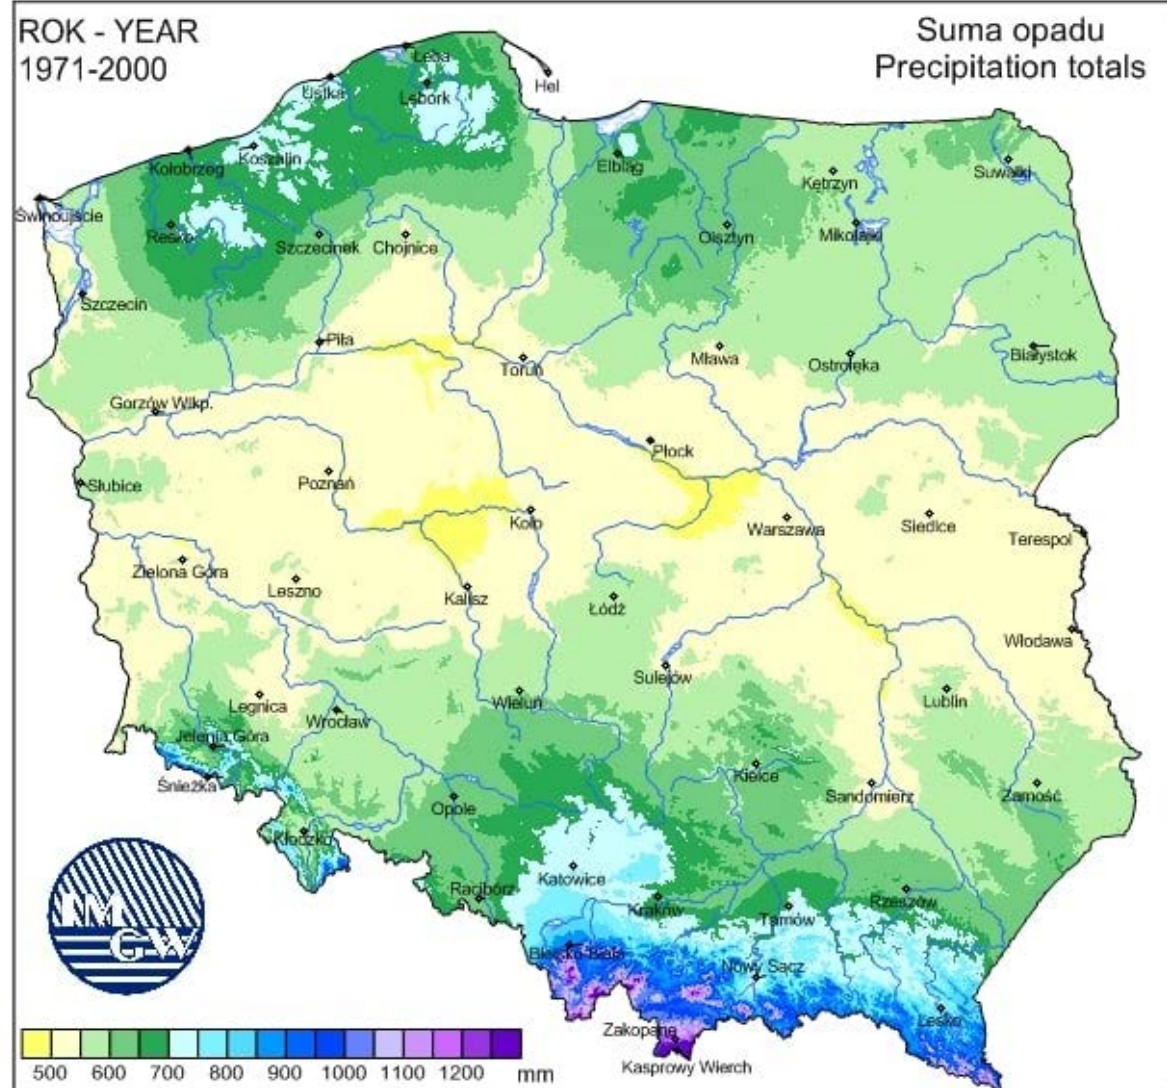 ROK - YEAR
1971-2000
Suma opadu
Precipitation totals
Łeba
Hel
Ustka
Lębork
Koszalin
Kołobrzeg
Elbląg
Suwałki
Kętrzyn
Świnoujście
Resko
Szczecinek
Chojnice
Olsztyn
Mikołajki
Szczecin
Piła
Toruń
Mława
Ostrołęka
Białystok
Gorzów Wlkp.
Płock
Słubice
Poznań
Koło
Warszawa
Siedlce
Terespol
Zielona Góra
Leszno
Kalisz
Łódź
Włodawa
Sulejów
Legnica
Wrocław
Wieluń
Lublin
Jelenia Góra
Śnieżka
Kielce
Opole
Sandomierz
Zamość
Kłodzko
Katowice
Racibórz
Kraków
Tarnów
Rzeszów
IMGW
Bielsko-Biała
Nowy Sącz
Lesko
Zakopane
Kasprowy Wierch
500 600 700 800 900 1000 1100 1200 mm